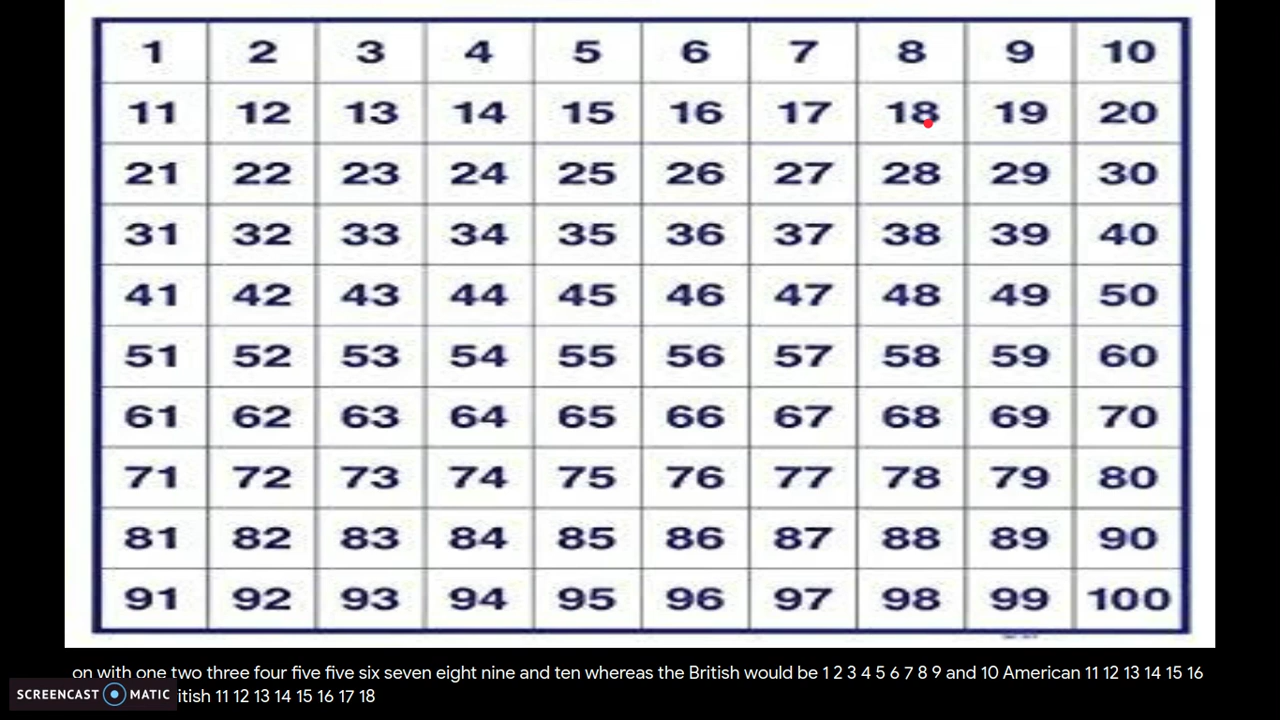 1 2 3 4 5 6 7 8 9 10
11 12 13 14 15 16 17 18 19 20
21 22 23 24 25 26 27 28 29 30
31 32 33 34 35 36 37 38 39 40
41 42 43 44 45 46 47 48 49 50
51 52 53 54 55 56 57 58 59 60
61 62 63 64 65 66 67 68 69 70
71 72 73 74 75 76 77 78 79 80
81 82 83 84 85 86 87 88 89 90
91 92 93 94 95 96 97 98 99 100
on with one two three four five five six seven eight nine and ten whereas the British would be 1 2 3 4 5 6 7 8 9 and 10 American 11 12 13 14 15 16
itish 11 12 13 14 15 16 17 18
SCREENCAST MATIC